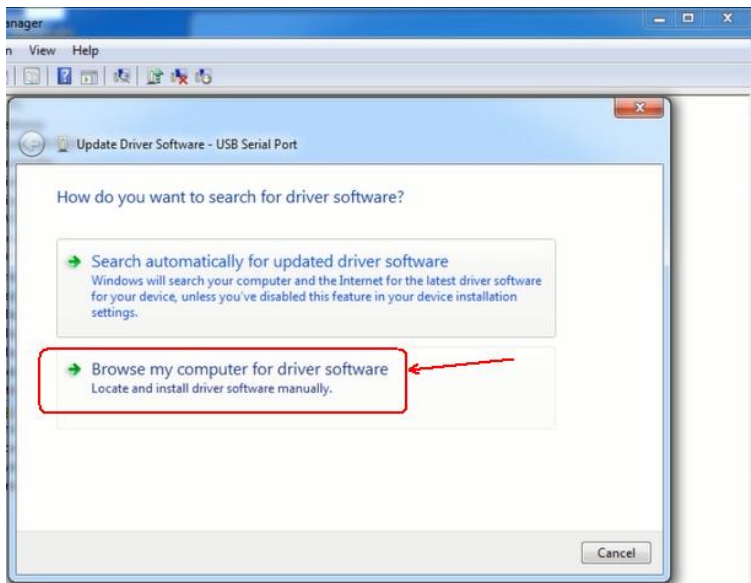 View Help
Update Driver Software - USB Serial Port
How do you want to search for driver software?
Search automatically for updated driver software
Windows will search your computer and the Internet for the latest driver software
for your device, unless you've disabled this feature in your device installation
settings.
Browse my computer for driver software
Locate and install driver software manually.
Cancel